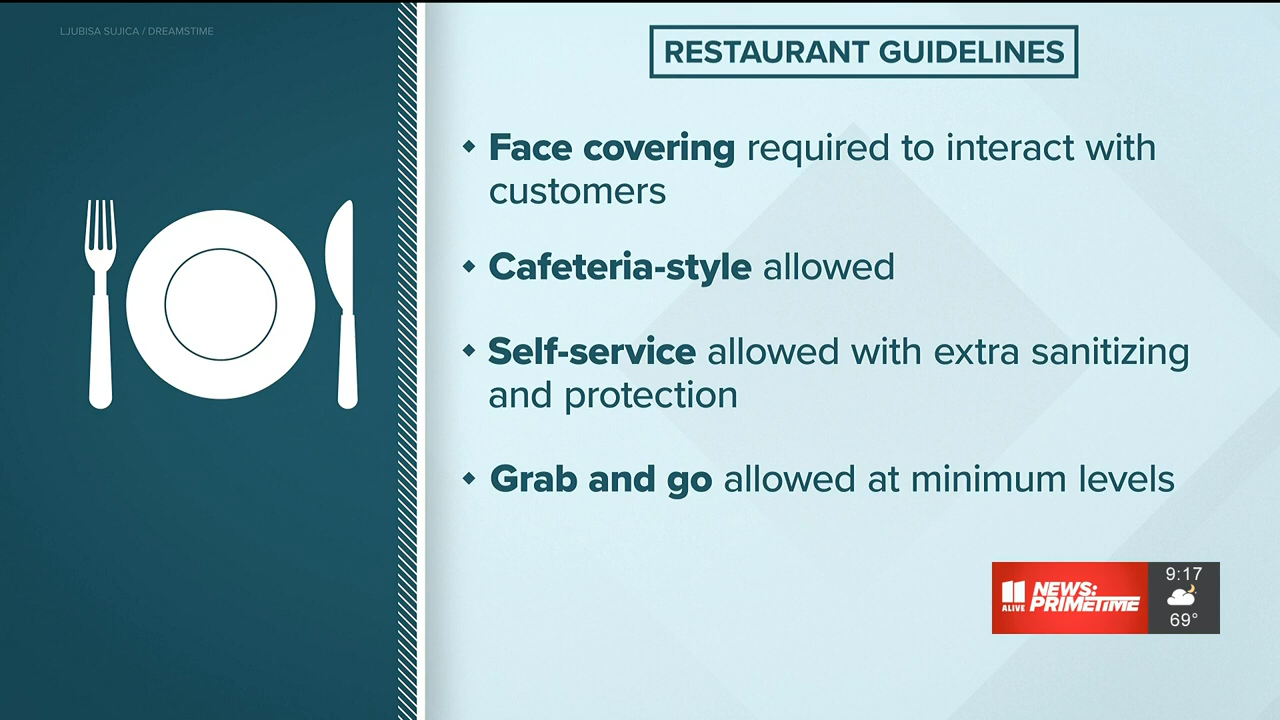 LJUBISA SUJICA / DREAMSTIME
RESTAURANT GUIDELINES
Face covering required to interact with
customers
Cafeteria-style allowed
Self-service allowed with extra sanitizing
and protection
Grab and go allowed at minimum levels
11 ALIVE NEWS: PRIMETIME
9:17
69°